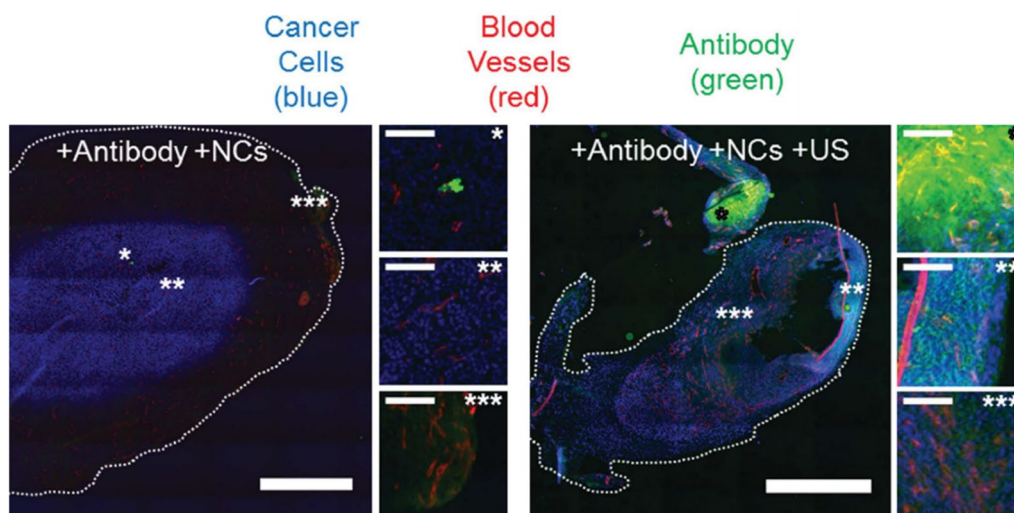 Cancer
Cells
(blue)
Blood
Vessels
(red)
Antibody
(green)
+Antibody +NCs
*
**
***
*
**
***
+Antibody +NCs +US
*
**
***
*
**
***